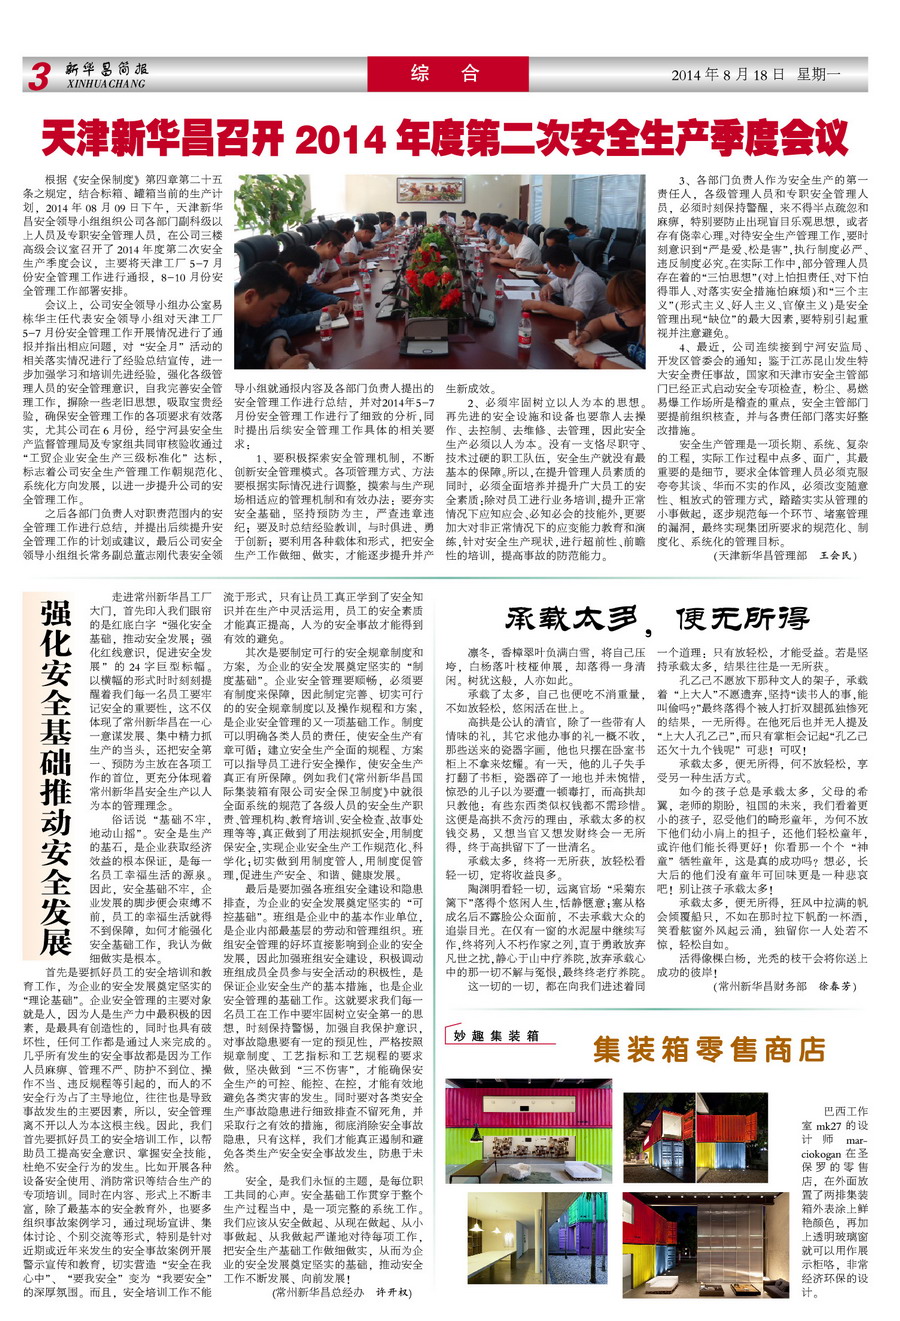 3
新华昌简报
XINHUACHANG
综 合
2014 年 8 月 18 日 星期一
天津新华昌召开 2014 年度第二次安全生产季度会议
根据《安全保制度》第四章第二十五
条之规定，结合标箱、罐箱当前的生产计
划，2014 年 08 月 09 日下午，天津新华
昌安全领导小组组织公司各部门副科级以
上人员及专职安全管理人员，在公司三楼
高级会议室召开了 2014 年度第二次安全
生产季度会议，主要将天津工厂 5-7 月
份安全管理工作进行通报，8-10 月份安
全管理工作部署安排。
会议上，公司安全领导小组办公室易
栋华主任代表安全领导小组对天津工厂
5-7 月份安全管理工作开展情况进行了通
报并指出相应问题，对“安全月”活动的
相关落实情况进行了经验总结宣传，进一
步加强学习和培训先进经验，强化各级管
理人员的安全管理意识，自我完善安全管
理工作，摒除一些老旧思想，吸取宝贵经
验，确保安全管理工作的各项要求有效落
实，尤其公司在 6 月份，经宁河县安全生
产监督管理局及专家组共同审核验收通过
“工贸企业安全生产三级标准化”达标，
标志着公司安全生产管理工作朝规范化、
系统化方向发展，以进一步提升公司的安
全管理工作。
之后各部门负责人对职责范围内的安
全管理工作进行总结，并提出后续提升安
全管理工作的计划或建议，最后公司安全
领导小组组长常务副总董志刚代表安全领
导小组就通报内容及各部门负责人提出的
安全管理工作进行总结，并对2014年5-7
月份安全管理工作进行了细致的分析，同
时提出后续安全管理工作具体的相关要
求：
1、要积极探索安全管理机制，不断
创新安全管理模式。各项管理方式、方法
要根据实际情况进行调整，摸索与生产现
场相适应的管理机制和有效办法；要夯实
安全基础，坚持预防为主，严查违章违
纪；要及时总结经验教训，与时俱进、勇
于创新；要利用各种载体和形式，把安全
生产工作做细、做实，才能逐步提升并产
生新成效。
2、必须牢固树立以人为本的思想。
再先进的安全设施和设备也要靠人去操
作、去控制、去维修、去管理，因此安全
生产必须以人为本。没有一支恪尽职守、
技术过硬的职工队伍，安全生产就没有最
基本的保障。所以，在提升管理人员素质的
同时，必须全面培养并提升广大员工的安
全素质；除对员工进行业务培训，提升正常
情况下应知应会、必知必会的技能外，更要
加大对非正常情况下的应变能力教育和演
练，针对安全生产现状，进行超前性、前瞻
性的培训，提高事故的防范能力。
3、各部门负责人作为安全生产的第一
责任人，各级管理人员和专职安全管理人
员，必须时刻保持警醒，来不得半点疏忽和
麻痹，特别要防止出现盲目乐观思想，或者
存有侥幸心理。对待安全生产管理工作，要时
刻意识到“严是爱、松是害”，执行制度必严、
违反制度必究。在实际工作中，部分管理人员
存在着的“三怕思想”（对上怕担责任、对下怕
得罪人、对落实安全措施怕麻烦）和“三个主
义”（形式主义、好人主义、官僚主义）是安全
管理出现“缺位”的最大因素，要特别引起重
视并注意避免。
4、最近，公司连续接到宁河安监局、
开发区管委会的通知：鉴于江苏昆山发生特
大安全责任事故，国家和天津市安全主管部
门已经正式启动安全专项检查，粉尘、易燃
易爆工作场所是稽查的重点，安全主管部门
要提前组织核查，并与各责任部门落实好整
改措施。
安全生产管理是一项长期、系统、复杂
的工程，实际工作过程中点多、面广，其最
重要的是细节，要求全体管理人员必须克服
夸夸其谈、华而不实的作风，必须改变随意
性、粗放式的管理方式，踏踏实实从管理的
小事做起，逐步规范每一个环节、堵塞管理
的漏洞，最终实现集团所要求的规范化、制
度化、系统化的管理目标。
（天津新华昌管理部 王会民）
强化安全基础推动安全发展
走进常州新华昌工厂
大门，首先印入我们眼帘
的是红底白字“强化安全
基础，推动安全发展；强
化红线意识，促进安全发
展”的 24 字巨型标幅。
以横幅的形式时时刻刻提
醒着我们每一名员工要牢
记安全的重要性，这不仅
体现了常州新华昌在一心
一意谋发展、集中精力抓
生产的当头，还把安全第
一、预防为主放在各项工
作的首位，更充分体现着
常州新华昌安全生产以人
为本的管理理念。
俗话说“基础不牢，
地动山摇”。安全是生产
的基石，是企业获取经济
效益的根本保证，是每一
名员工幸福生活的源泉。
因此，安全基础不牢，企
业发展的脚步便会束缚不
前，员工的幸福生活就得
不到保障，如何才能强化
安全基础工作，我认为做
细做实是根本。
首先是要抓好员工的安全培训和教
育工作，为企业的安全发展奠定坚实的
“理论基础”。企业安全管理的主要对象
就是人，因为人是生产力中最积极的因
素，是最具有创造性的，同时也具有破
坏性，任何工作都是通过人来完成的。
几乎所有发生的安全事故都是因为工作
人员麻痹、管理不严、防护不到位、操
作不当、违反规程等引起的，而人的不
安全行为占了主导地位，往往也是导致
事故发生的主要因素，所以，安全管理
离不开以人为本这根主线。因此，我们
首先要抓好员工的安全培训工作，以帮
助员工提高安全意识、掌握安全技能，
杜绝不安全行为的发生。比如开展各种
设备安全使用、消防常识等结合生产的
专项培训。同时在内容、形式上不断丰
富，除了最基本的安全教育外，也要多
组织事故案例学习，通过现场宣讲、集
体讨论、个别交流等形式，特别是针对
近期或近年来发生的安全事故案例开展
警示宣传和教育，切实营造“安全在我
心中”、“要我安全”变为“我要安全”
的深厚氛围。而且，安全培训工作不能
流于形式，只有让员工真正学到了安全知
识并在生产中灵活运用，员工的安全素质
才能真正提高，人为的安全事故才能得到
有效的避免。
其次是要制定可行的安全规章制度和
方案，为企业的安全发展奠定坚实的“制
度基础”。企业安全管理要顺畅，必须要
有制度来保障，因此制定完善、切实可行
的的安全规章制度以及操作规程和方案，
是企业安全管理的又一项基础工作。制度
可以明确各类人员的责任，使安全生产有
章可循；建立安全生产全面的规程、方案
可以指导员工进行安全操作，使安全生产
真正有所保障。例如我们《常州新华昌国
际集装箱有限公司安全保卫制度》中就很
全面系统的规范了各级人员的安全生产职
责、管理机构、教育培训、安全检查、故事处
理等等，真正做到了用法规抓安全，用制度
保安全，实现企业安全生产工作规范化、科
学化；切实做到用制度管人，用制度促管
理，促进生产安全、和谐、健康发展。
最后是要加强各班组安全建设和隐患
排查，为企业的安全发展奠定坚实的“可
控基础”。班组是企业中的基本作业单位，
是企业内部最基层的劳动和管理组织。班
组安全管理的好坏直接影响到企业的安全
发展，因此加强班组安全建设，积极调动
班组成员全员参与安全活动的积极性，是
保证企业安全生产的基本措施，也是企业
安全管理的基础工作。这就要求我们每一
名员工在工作中要牢固树立安全第一的思
想，时刻保持警惕，加强自我保护意识，
对事故隐患要有一定的预见性，严格按照
规章制度、工艺指标和工艺规程的要求
做，坚决做到“三不伤害”，才能确保安
全生产的可控、能控、在控，才能有效地
避免各类灾害的发生。同时要对各类安全
生产事故隐患进行细致排查不留死角，并
采取行之有效的措施，彻底消除安全事故
隐患，只有这样，我们才能真正遏制和避
免各类生产安全安全事故发生，防患于未
然。
安全，是我们永恒的主题，是每位职
工共同的心声。安全基础工作贯穿于整个
生产过程当中，是一项完整的系统工作。
我们应该从安全做起、从现在做起、从小
事做起、从我做起严谨地对待每项工作，
把安全生产基础工作做细做实，从而为企
业的安全发展奠定坚实的基础，推动安全
工作不断发展、向前发展！
（常州新华昌总经办 许开权）
承载太多，便无所得
凛冬，香樟翠叶负满白雪，将自己压
垮，白杨落叶枝桠伸展，却落得一身清
闲。树犹这般，人亦如此。
承载了太多，自己也便吃不消重量，
不如放轻松，悠闲活在世上。
高拱是公认的清官，除了一些带有人
情味的礼，其它求他办事的礼一概不收，
那些送来的瓷器字画，他也只摆在卧室书
柜上不拿来炫耀。有一天，他的儿子失手
打翻了书柜，瓷器碎了一地也并未惋惜，
惊恐的儿子以为要遭一顿毒打，而高拱却
只教他：有些东西类似权钱都不需珍惜。
这便是高拱不贪污的理由，承载太多的权
钱交易，又想当官又想发财终会一无所
得，终于高拱留下了一世清名。
承载太多，终将一无所获，放轻松看
轻一切，定将收益良多。
陶渊明看轻一切，远离官场“采菊东
篱下”落得个悠闲人生，恬静惬意；塞从格
成名后不露脸公众面前，不去承载大众的
追崇目光。在仅有一窗的水泥屋中继续写
作，终将列入不朽作家之列，直于勇敢放弃
凡世之扰，静心于山中疗养院，放弃承载心
中的那一切不解与冤恨，最终终老疗养院。
这一切的一切，都在向我们进述着同
一个道理：只有放轻松，才能受益。若是坚
持承载太多，结果往往是一无所获。
孔乙己不愿放下那种文人的架子，承载
着“上大人”不愿遗弃，坚持“读书人的事，能
叫偷吗？”最终落得个被人打折双腿孤独惨死
的结果，一无所得。在他死后也并无人提及
“上大人孔乙己”，而只有掌柜会记起“孔乙己
还欠十九个钱呢”可悲！可叹！
承载太多，便无所得，何不放轻松，享
受另一种生活方式。
如今的孩子总是承载太多，父母的希
翼，老师的期盼，祖国的未来，我们看着更
小的孩子，忍受他们的畸形童年，为何不放
下他们幼小肩上的担子，还他们轻松童年，
或许他们能长得更好！你看那一个个“神
童”牺牲童年，这是真的成功吗？想必，长
大后的他们没有童年可回味更是一种悲哀
吧！别让孩子承载太多！
承载太多，便无所得，狂风中拉满的帆
会倾覆船只，不如在那时拉下帆酌一杯酒，
笑看舷窗外风起云涌，独留你一人处若不
惊，轻松自如。
活得像棵白杨，光秃的枝干会将你送上
成功的彼岸！
（常州新华昌财务部 徐春芳）
妙趣集装箱
集装箱零售商店
巴西工作
室 mk27 的设
计师 mar-
ciokogan 在圣
保罗的零售
店，在外面放
置了两排集装
箱外表涂上鲜
艳颜色，再加
上透明玻璃窗
就可以用作展
示柜咯，非常
经济环保的设
计。